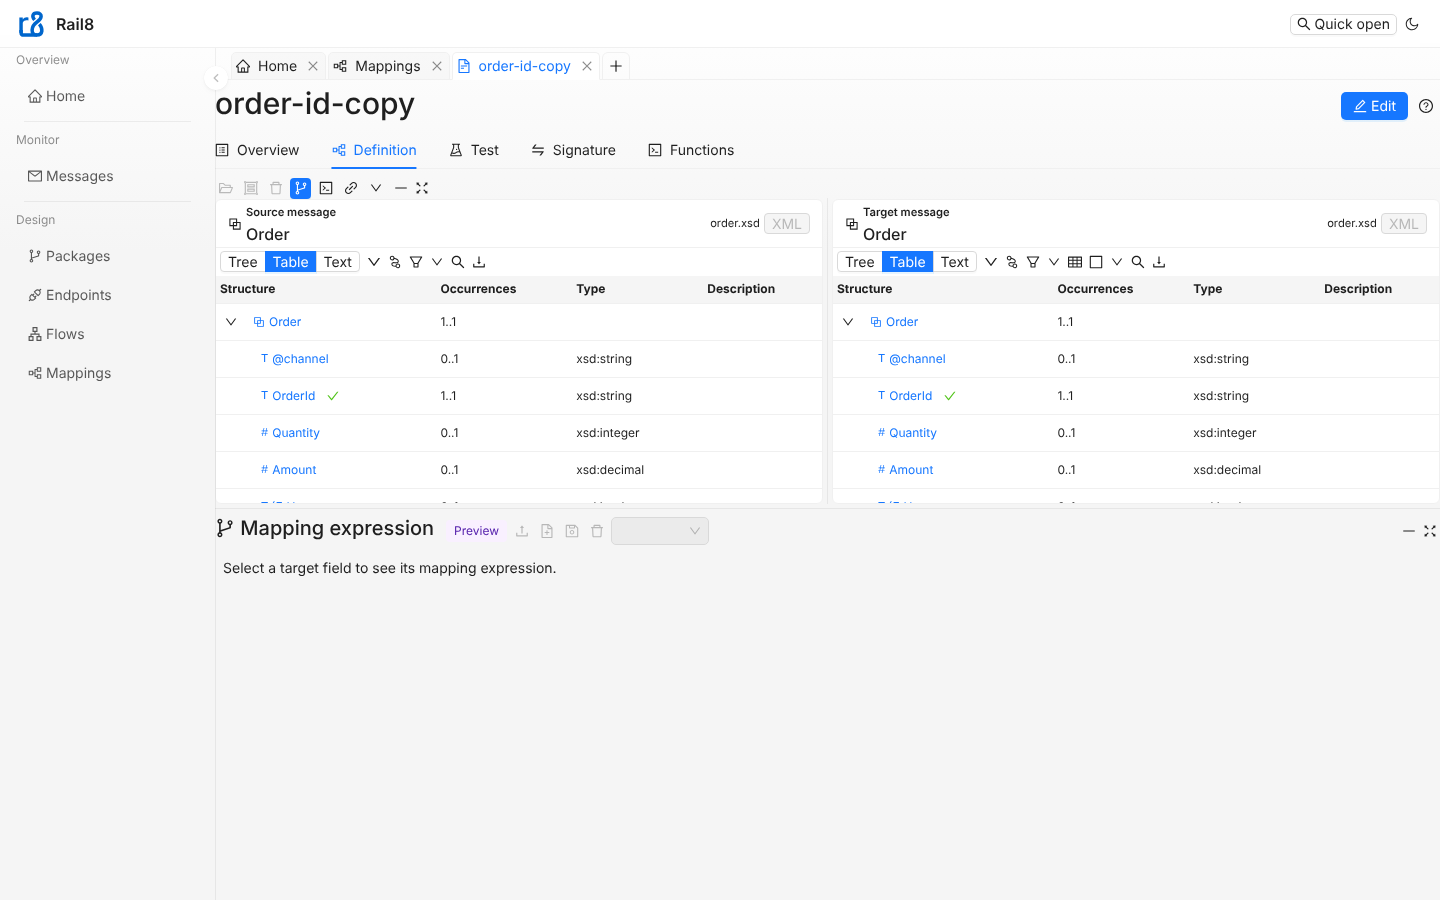 r8 Rail8
Quick open
Overview
Home
Monitor
Messages
Design
Packages
Endpoints
Flows
Mappings
Home
Mappings
order-id-copy
order-id-copy
Edit
Overview
Definition
Test
Signature
Functions
Source message
Order
order.xsd XML
Tree Table Text
Structure Occurrences Type Description
Order 1..1
T @channel 0..1 xsd:string
T OrderId 1..1 xsd:string
# Quantity 0..1 xsd:integer
# Amount 0..1 xsd:decimal
Target message
Order
order.xsd XML
Tree Table Text
Structure Occurrences Type Description
Order 1..1
T @channel 0..1 xsd:string
T OrderId 1..1 xsd:string
# Quantity 0..1 xsd:integer
# Amount 0..1 xsd:decimal
Mapping expression Preview
Select a target field to see its mapping expression.